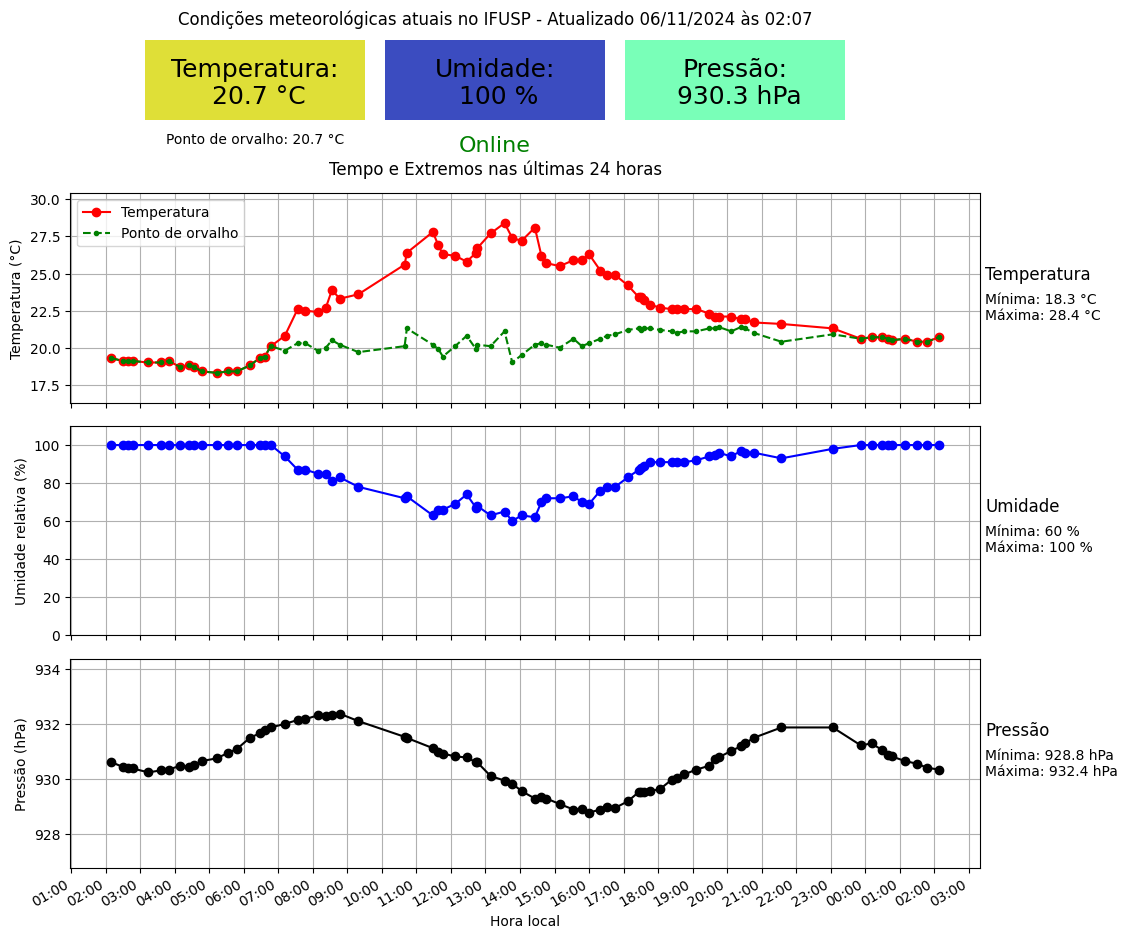 Condições meteorológicas atuais no IFUSP - Atualizado 06/11/2024 às 02:07
Temperatura:
20.7 °C
Umidade:
100 %
Pressão:
930.3 hPa
Ponto de orvalho: 20.7 °C
Online
Tempo e Extremos nas últimas 24 horas
30.0
27.5
25.0
22.5
20.0
17.5
Temperatura (°C)
Temperatura
Ponto de orvalho
Temperatura
Mínima: 18.3 °C
Máxima: 28.4 °C
100
80
60
40
20
0
Umidade relativa (%)
Umidade
Mínima: 60 %
Máxima: 100 %
934
932
930
928
Pressão (hPa)
Pressão
Mínima: 928.8 hPa
Máxima: 932.4 hPa
01:00 02:00 03:00 04:00 05:00 06:00 07:00 08:00 09:00 10:00 11:00 12:00 13:00 14:00 15:00 16:00 17:00 18:00 19:00 20:00 21:00 22:00 23:00 00:00 01:00 02:00 03:00
Hora local